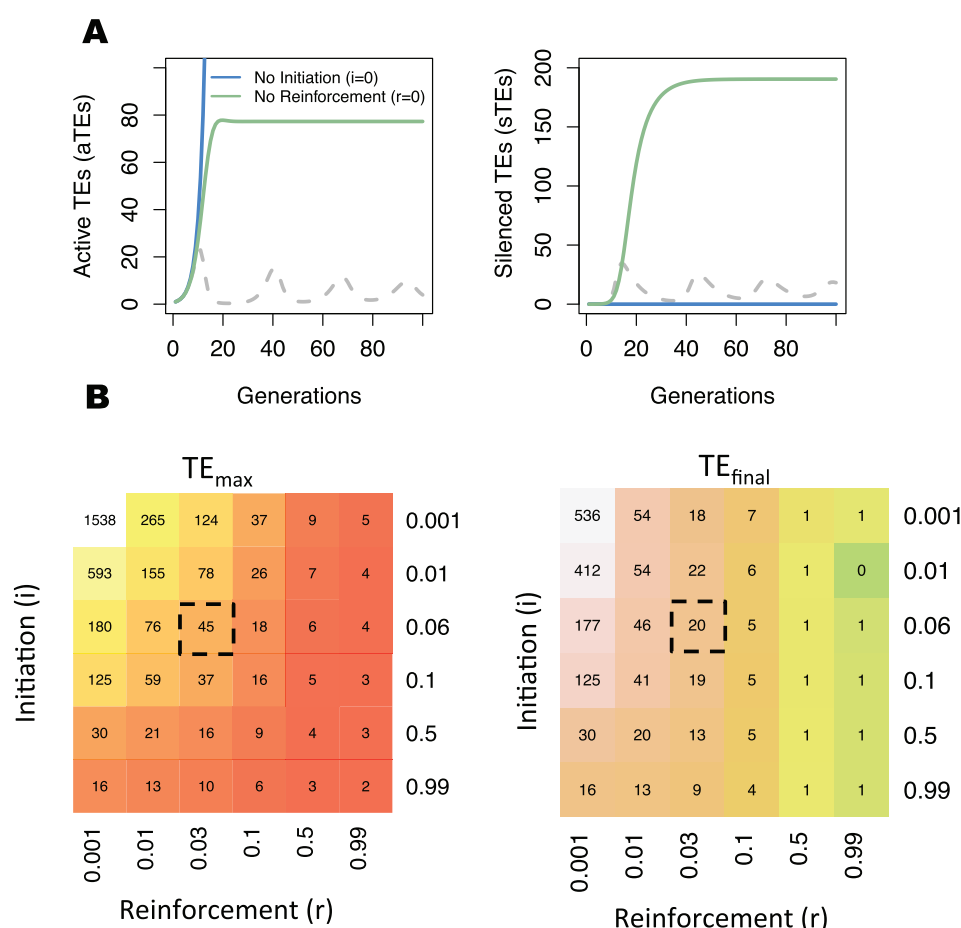 A
Active TEs (aTEs)
0 20 40 60 80
No Initiation (i=0)
No Reinforcement (r=0)
0 20 40 60 80
Generations
Silenced TEs (sTEs)
0 50 100 150 200
0 20 40 60 80
Generations
B
TEmax
Initiation (i)
1538 265 124 37 9 5 0.001
593 155 78 26 7 4 0.01
180 76 45 18 6 4 0.06
125 59 37 16 5 3 0.1
30 21 16 9 4 3 0.5
16 13 10 6 3 2 0.99
0.001 0.01 0.03 0.1 0.5 0.99
Reinforcement (r)
TEfinal
Initiation (i)
536 54 18 7 1 1 0.001
412 54 22 6 1 0 0.01
177 46 20 5 1 1 0.06
125 41 19 5 1 1 0.1
30 20 13 5 1 1 0.5
16 13 9 4 1 1 0.99
0.001 0.01 0.03 0.1 0.5 0.99
Reinforcement (r)